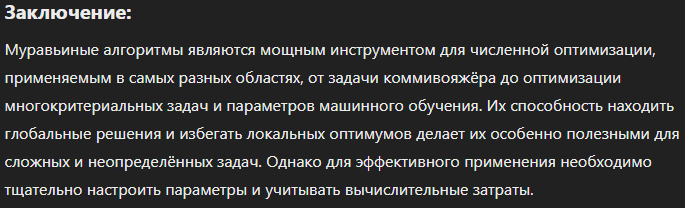 Заключение:
Муравьиные алгоритмы являются мощным инструментом для численной оптимизации,
применяемым в самых разных областях, от задачи коммивояжёра до оптимизации
многокритериальных задач и параметров машинного обучения. Их способность находить
глобальные решения и избегать локальных оптимумов делает их особенно полезными для
сложных и неопределённых задач. Однако для эффективного применения необходимо
тщательно настроить параметры и учитывать вычислительные затраты.